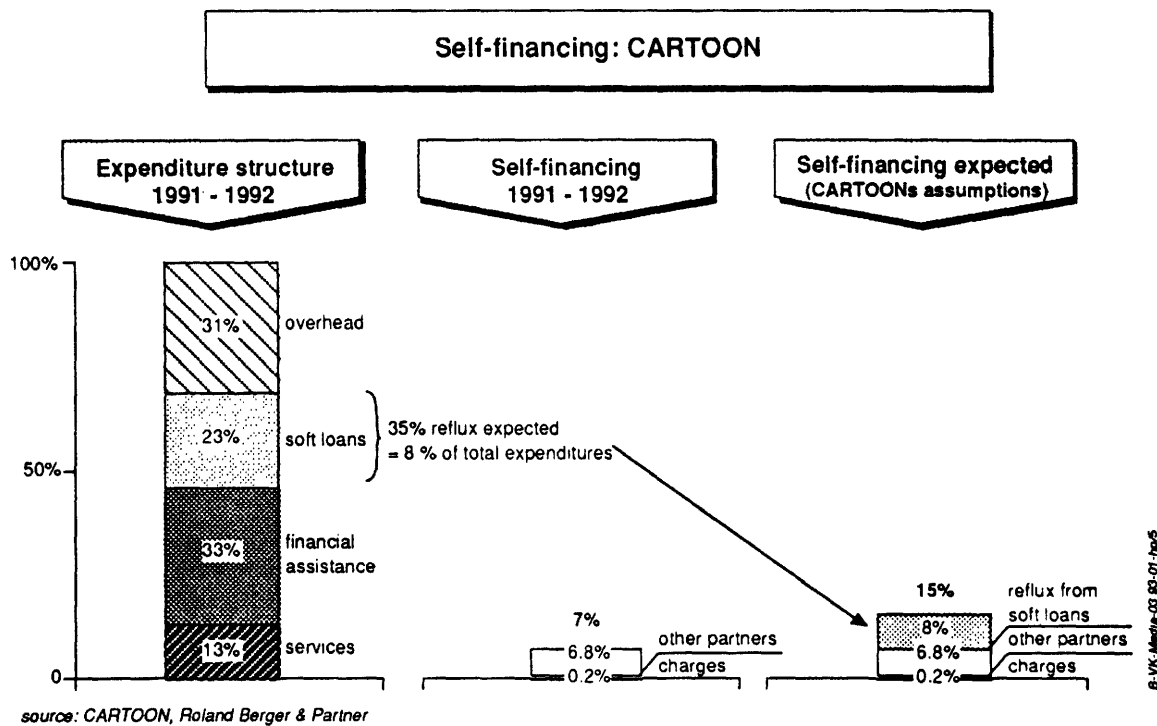 Self-financing: CARTOON
Expenditure structure
1991 - 1992
Self-financing
1991 - 1992
Self-financing expected
(CARTOONs assumptions)
100%
50%
0
31%
overhead
23%
soft loans
35% reflux expected
= 8 % of total expenditures
33%
financial
assistance
13%
services
7%
6.8%
other partners
0.2%
charges
15%
reflux from
soft loans
8%
other partners
6.8%
charges
0.2%
source: CARTOON, Roland Berger & Partner